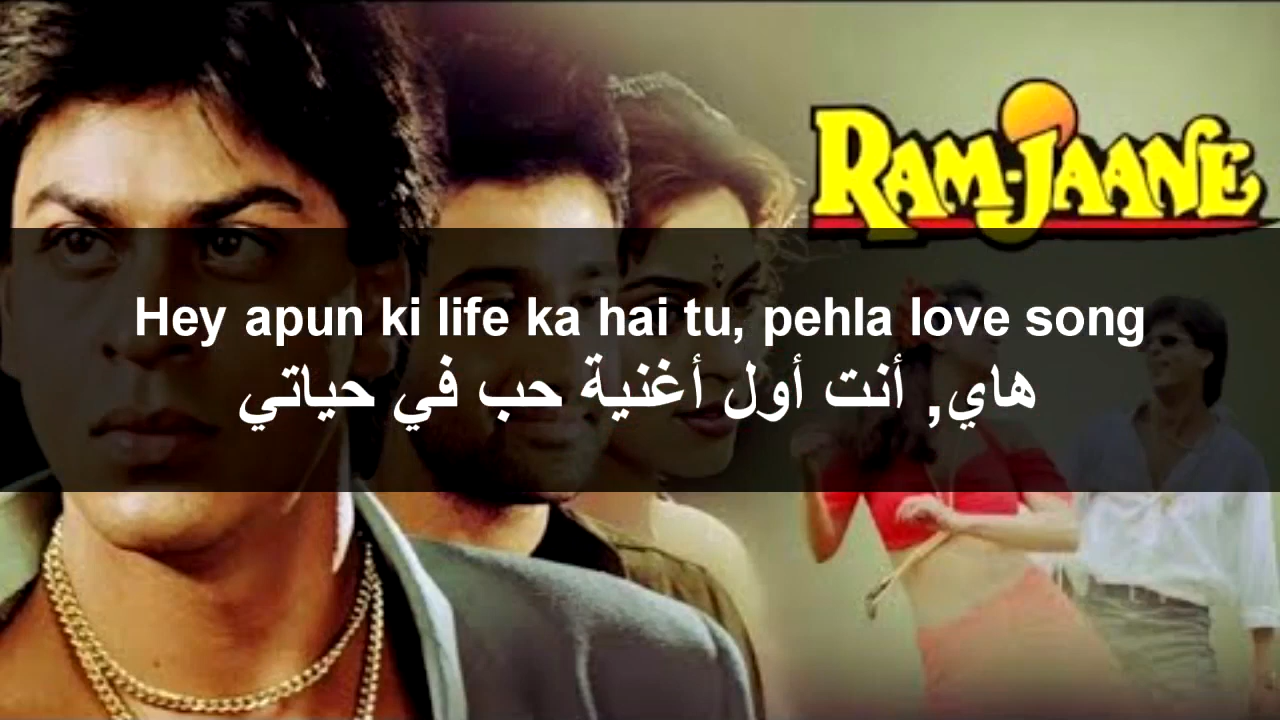 RAM-JAANE
Hey apun ki life ka hai tu, pehla love song
هاي, أنت أول أغنية حب في حياتي